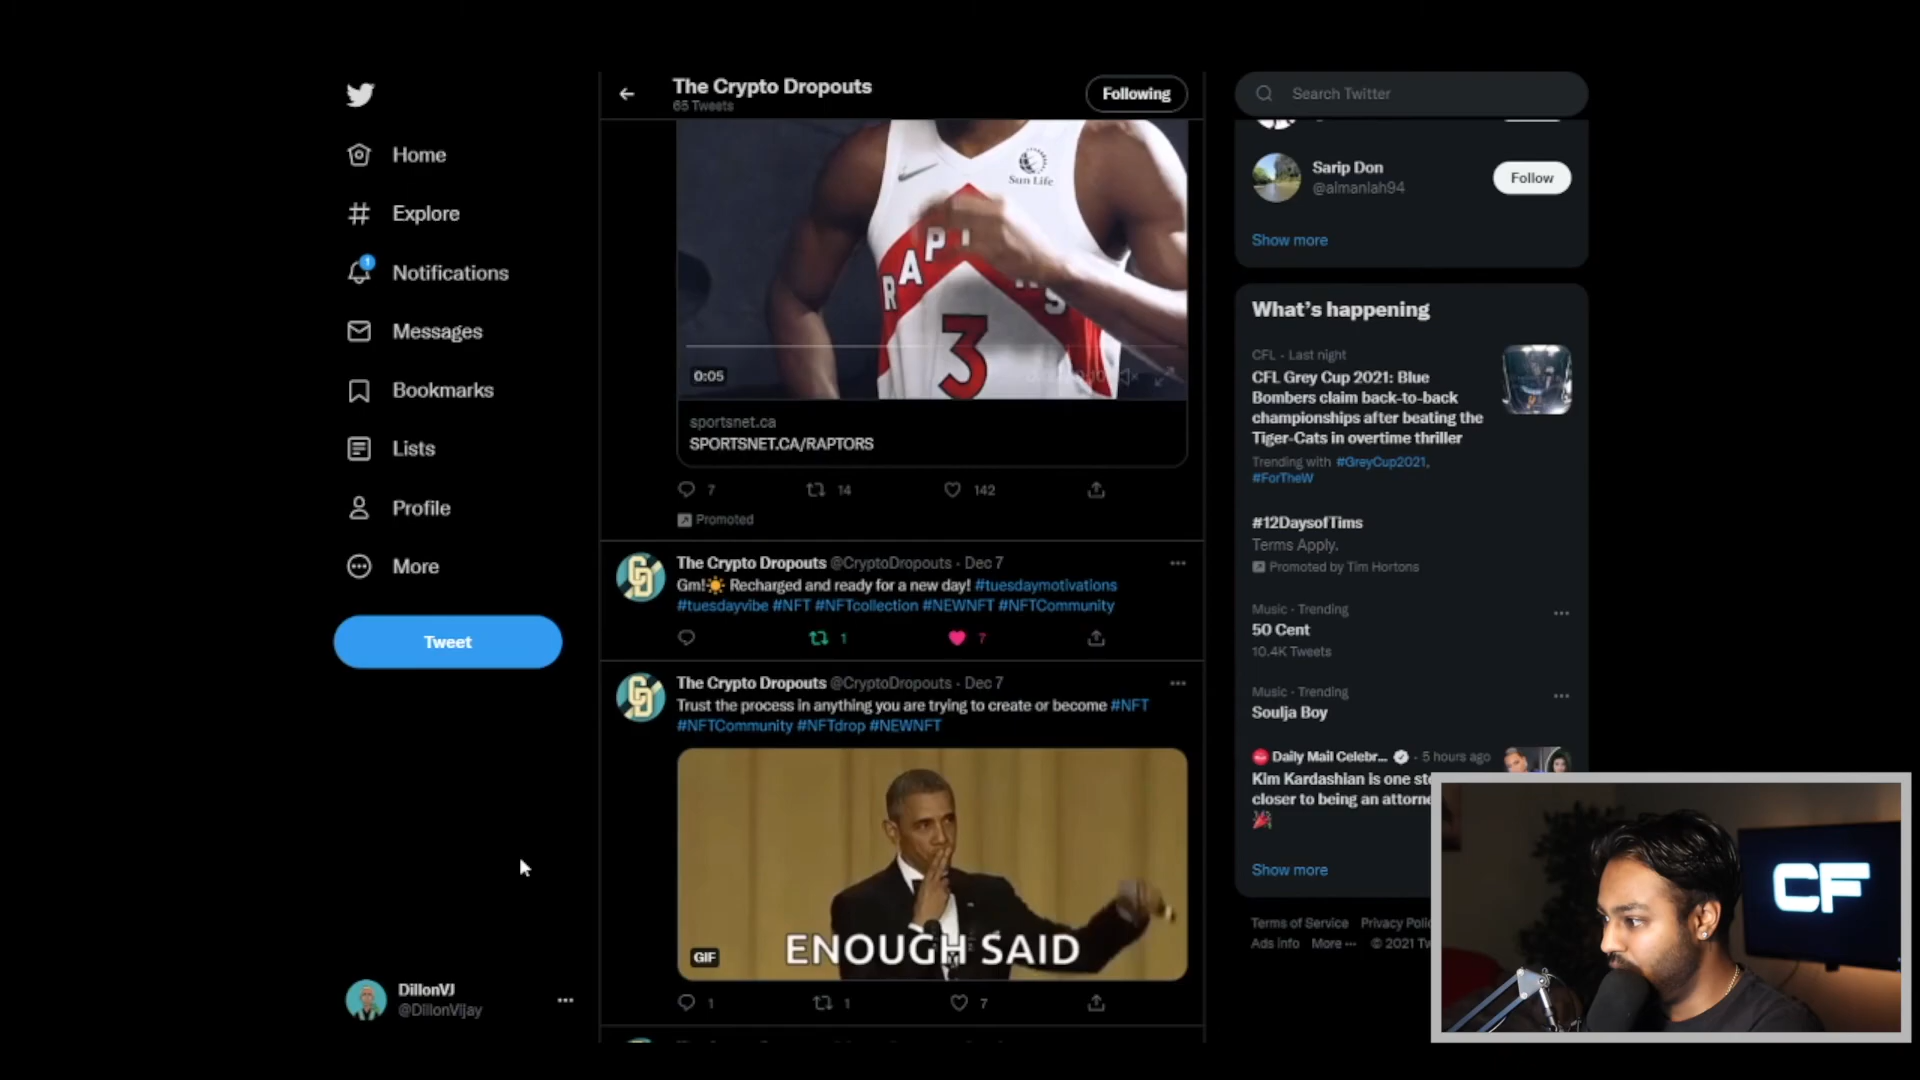 Home
Explore
1
Notifications
Messages
Bookmarks
Lists
Profile
More
Tweet
DillonVJ
@DillonVijay
The Crypto Dropouts
65 Tweets
Following
Sun Life
RAP
S
3
0:05
sportsnet.ca
SPORTSNET.CA/RAPTORS
7 14 142
Promoted
The Crypto Dropouts @CryptoDropouts · Dec 7
Gm!☀ Recharged and ready for a new day! #tuesdaymotivations
#tuesdayvibe #NFT #NFTcollection #NEWNFT #NFTCommunity
1 7
The Crypto Dropouts @CryptoDropouts · Dec 7
Trust the process in anything you are trying to create or become #NFT
#NFTCommunity #NFTdrop #NEWNFT
ENOUGH SAID
GIF
1 1 7
Search Twitter
Sarip Don
@almanlah94
Follow
Show more
What's happening
CFL · Last night
CFL Grey Cup 2021: Blue
Bombers claim back-to-back
championships after beating the
Tiger-Cats in overtime thriller
Trending with #GreyCup2021,
#ForTheW
#12DaysofTims
Terms Apply.
Promoted by Tim Hortons
Music · Trending
50 Cent
10.4K Tweets
Music · Trending
Soulja Boy
Daily Mail Celebr... · 5 hours ago
Kim Kardashian is one
closer to being an
Show more
Terms of Service Privacy
Ads info More ··· © 2021
CF